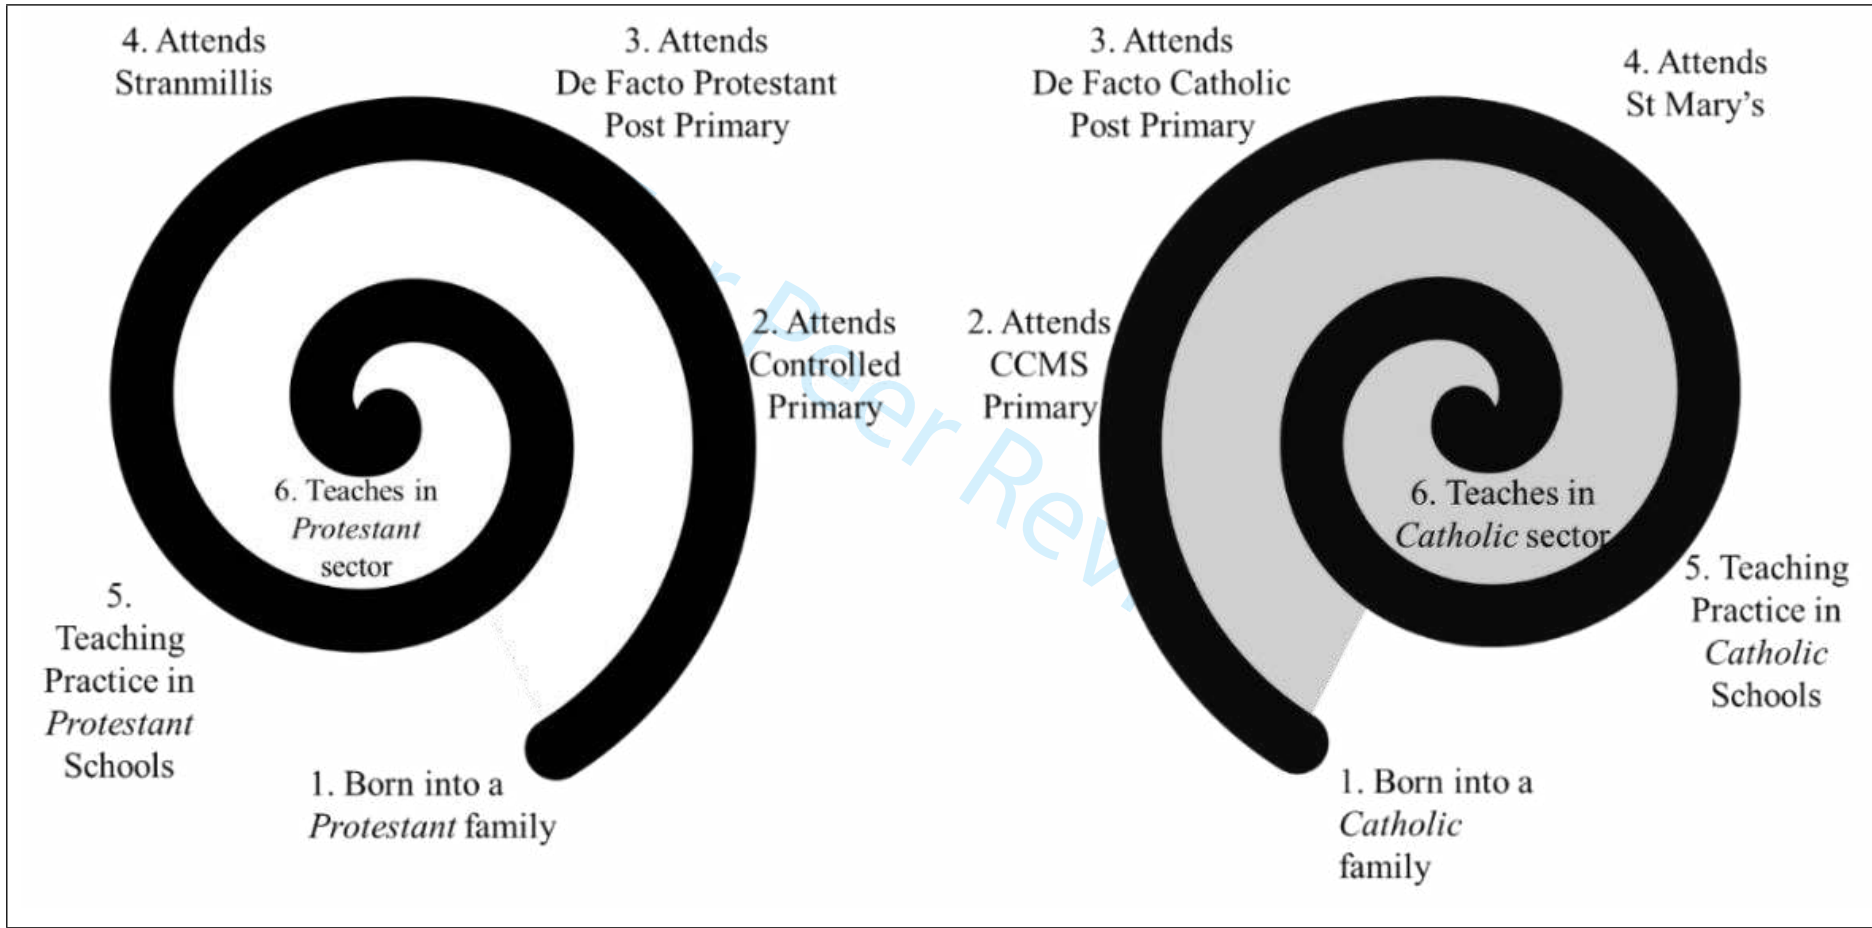 4. Attends
Stranmillis
3. Attends
De Facto Protestant
Post Primary
2. Attends
Controlled
Primary
6. Teaches in
Protestant
sector
5.
Teaching
Practice in
Protestant
Schools
1. Born into a
Protestant family
3. Attends
De Facto Catholic
Post Primary
4. Attends
St Mary's
2. Attends
CCMS
Primary
6. Teaches in
Catholic sector
5. Teaching
Practice in
Catholic
Schools
1. Born into a
Catholic
family
r Peer Rev